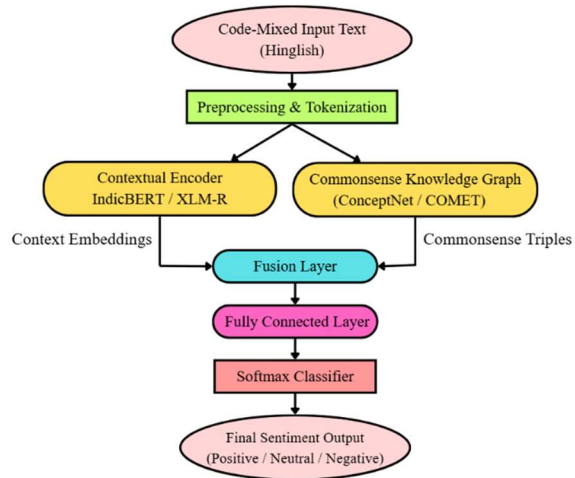 Code-Mixed Input Text
(Hinglish)
Preprocessing & Tokenization
Contextual Encoder
IndicBERT / XLM-R
Commonsense Knowledge Graph
(ConceptNet / COMET)
Context Embeddings
Commonsense Triples
Fusion Layer
Fully Connected Layer
Softmax Classifier
Final Sentiment Output
(Positive / Neutral / Negative)